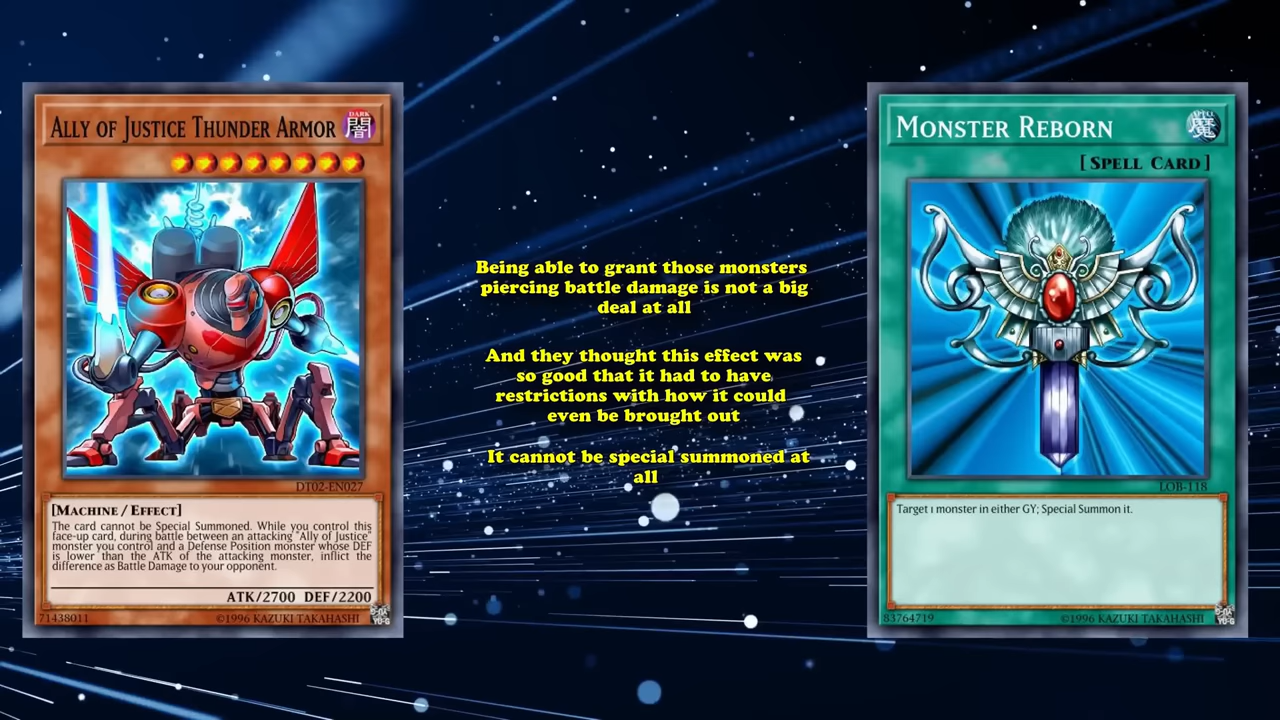 ALLY OF JUSTICE THUNDER ARMOR
DARK
闇
DT02-EN027
[MACHINE / EFFECT]
The card cannot be Special Summoned. While you control this
face-up card, during battle between an attacking "Ally of Justice"
monster you control and a Defense Position monster whose DEF
is lower than the ATK of the attacking monster, inflict the
difference as Battle Damage to your opponent.
ATK/2700 DEF/2200
71438011
©1996 KAZUKI TAKAHASHI
Being able to grant those monsters
piercing battle damage is not a big
deal at all
And they thought this effect was
so good that it had to have
restrictions with how it could
even be brought out
It cannot be special summoned at
all
MONSTER REBORN
魔
[SPELL CARD]
LOB-118
Target 1 monster in either GY; Special Summon it.
83764719
©1996 KAZUKI TAKAHASHI